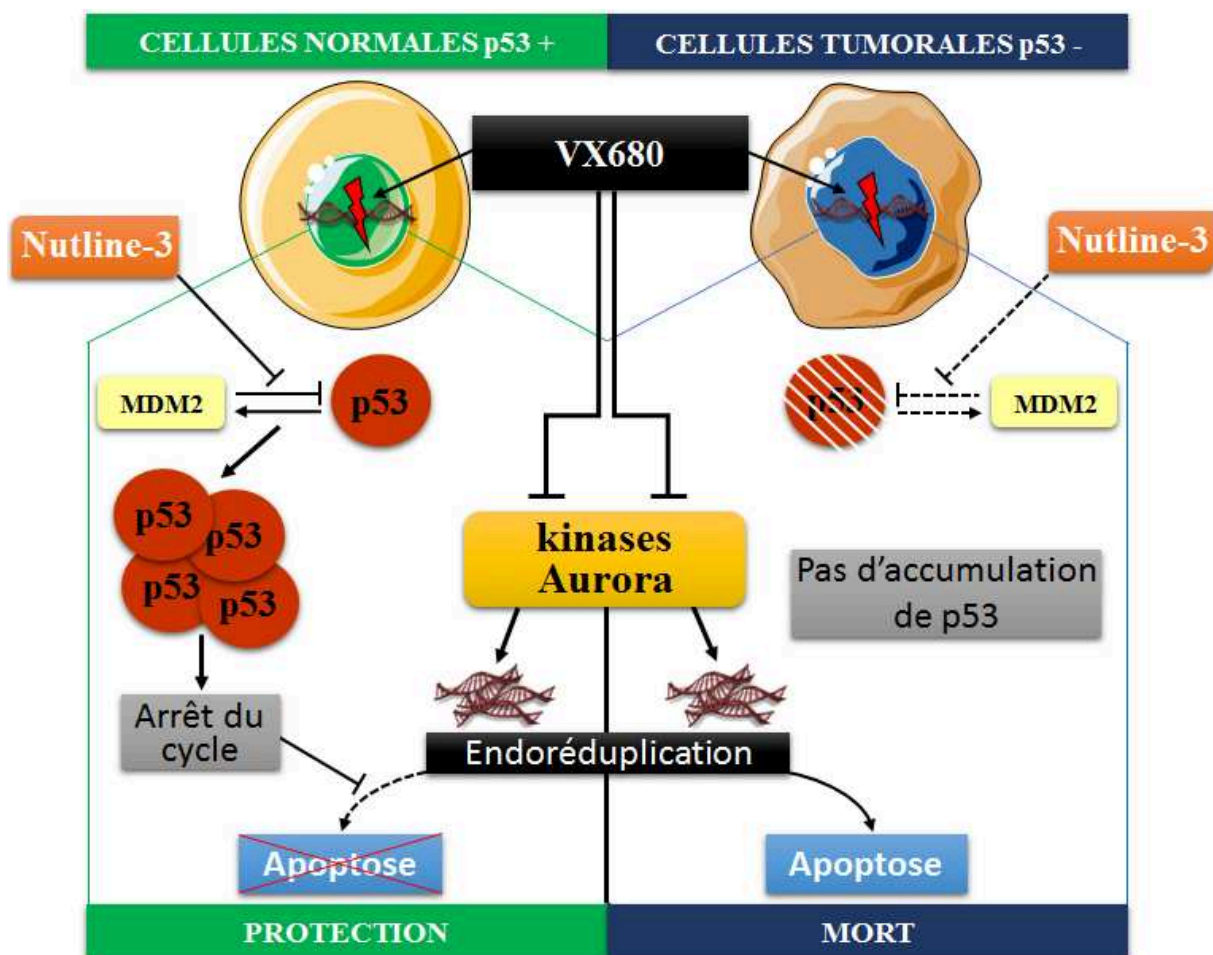 CELLULES NORMALES p53 +
CELLULES TUMORALES p53 -
VX680
Nutline-3
Nutline-3
MDM2
p53
p53
MDM2
p53
p53
p53
p53
kinases
Aurora
Pas d'accumulation
de p53
Arrêt du
cycle
Endoréduplication
Apoptose
Apoptose
PROTECTION
MORT